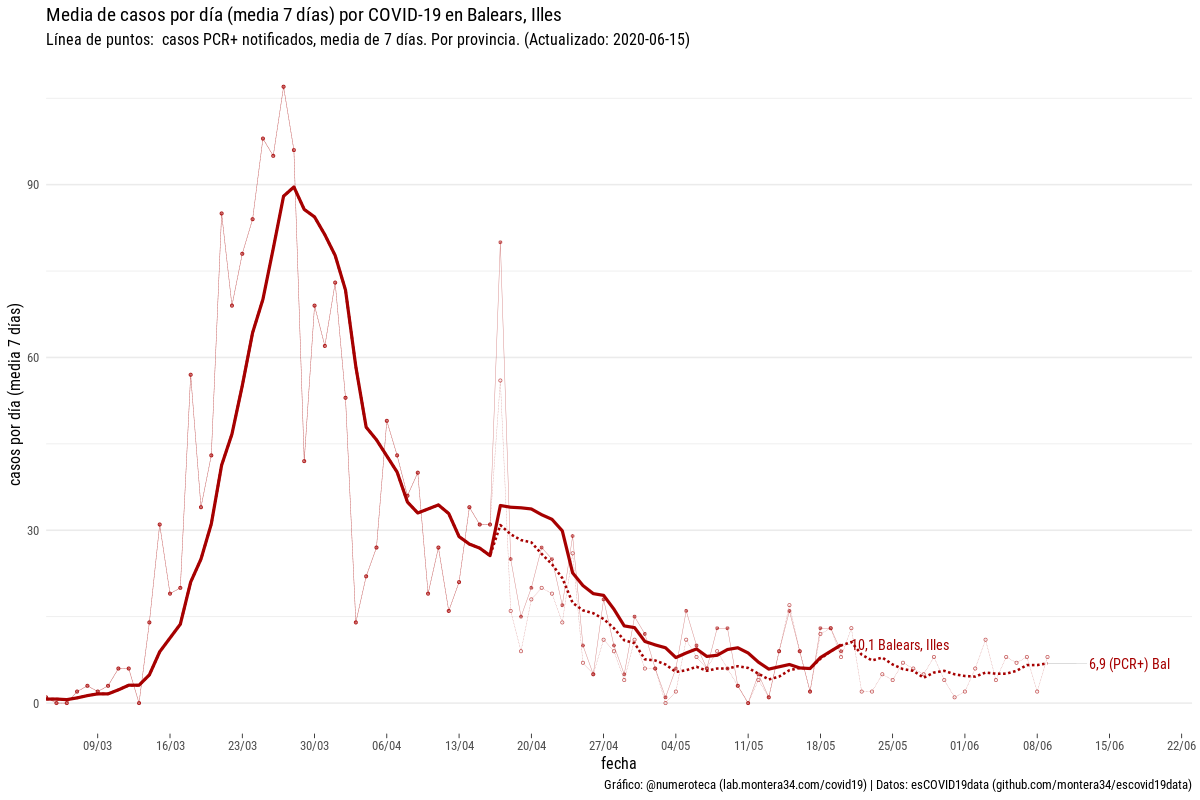 Media de casos por día (media 7 días) por COVID-19 en Balears, Illes
Línea de puntos:  casos PCR+ notificados, media de 7 días. Por provincia. (Actualizado: 2020-06-15)
casos por día (media 7 días)
90
60
30
0
10,1 Balears, Illes
6,9 (PCR+) Bal
09/03 16/03 23/03 30/03 06/04 13/04 20/04 27/04 04/05 11/05 18/05 25/05 01/06 08/06 15/06 22/06
fecha
Gráfico: @numeroteca (lab.montera34.com/covid19) | Datos: esCOVID19data (github.com/montera34/escovid19data)